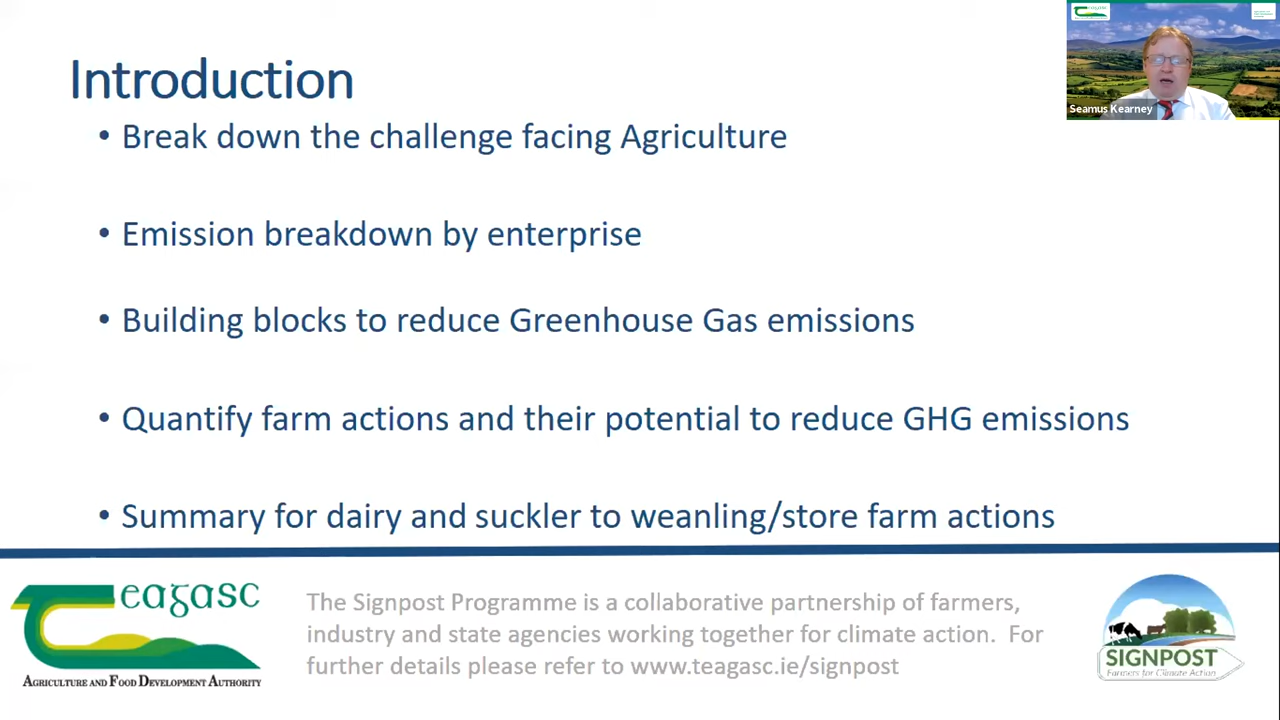 Introduction
• Break down the challenge facing Agriculture
• Emission breakdown by enterprise
• Building blocks to reduce Greenhouse Gas emissions
• Quantify farm actions and their potential to reduce GHG emissions
• Summary for dairy and suckler to weanling/store farm actions
Seamus Kearney
Teagasc
AGRICULTURE AND FOOD DEVELOPMENT AUTHORITY
The Signpost Programme is a collaborative partnership of farmers,
industry and state agencies working together for climate action. For
further details please refer to www.teagasc.ie/signpost
SIGNPOST
Farmers for Climate Action